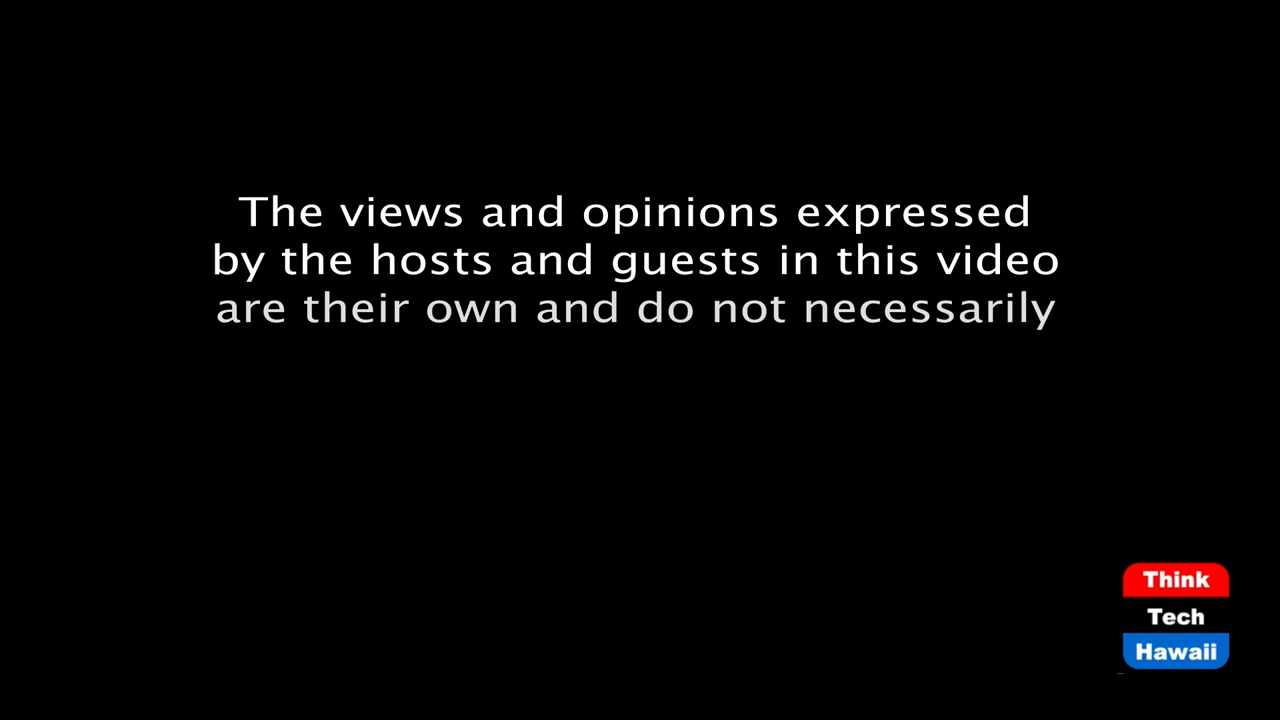 The views and opinions expressed
by the hosts and guests in this video
are their own and do not necessarily
Think
Tech
Hawaii